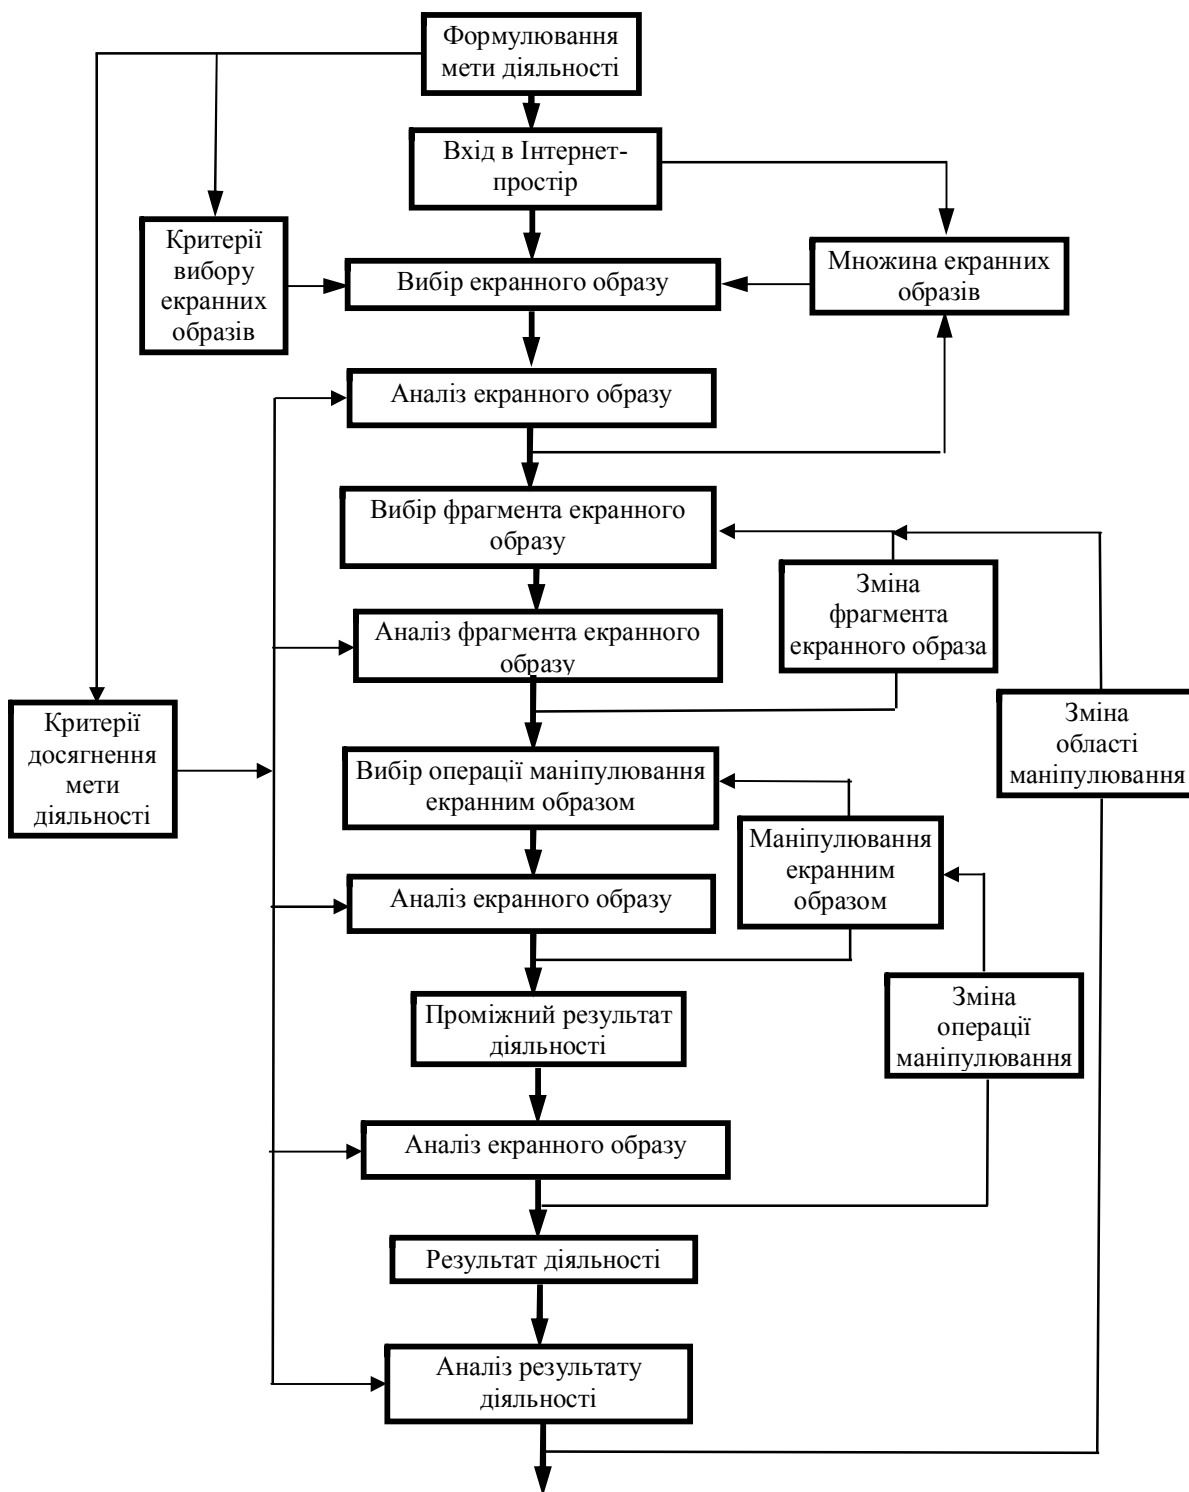 Формулювання
мети діяльності
Вхід в Інтернет-
простір
Критерії
вибору
екранних
образів
Вибір екранного образу
Множина екранних
образів
Аналіз екранного образу
Вибір фрагмента екранного
образу
Зміна
фрагмента
екранного образа
Аналіз фрагмента екранного
образу
Критерії
досягнення
мети
діяльності
Зміна
області
маніпулювання
Вибір операції маніпулювання
екранним образом
Маніпулювання
екранним
образом
Аналіз екранного образу
Проміжний результат
діяльності
Зміна
операції
маніпулювання
Аналіз екранного образу
Результат діяльності
Аналіз результату
діяльності